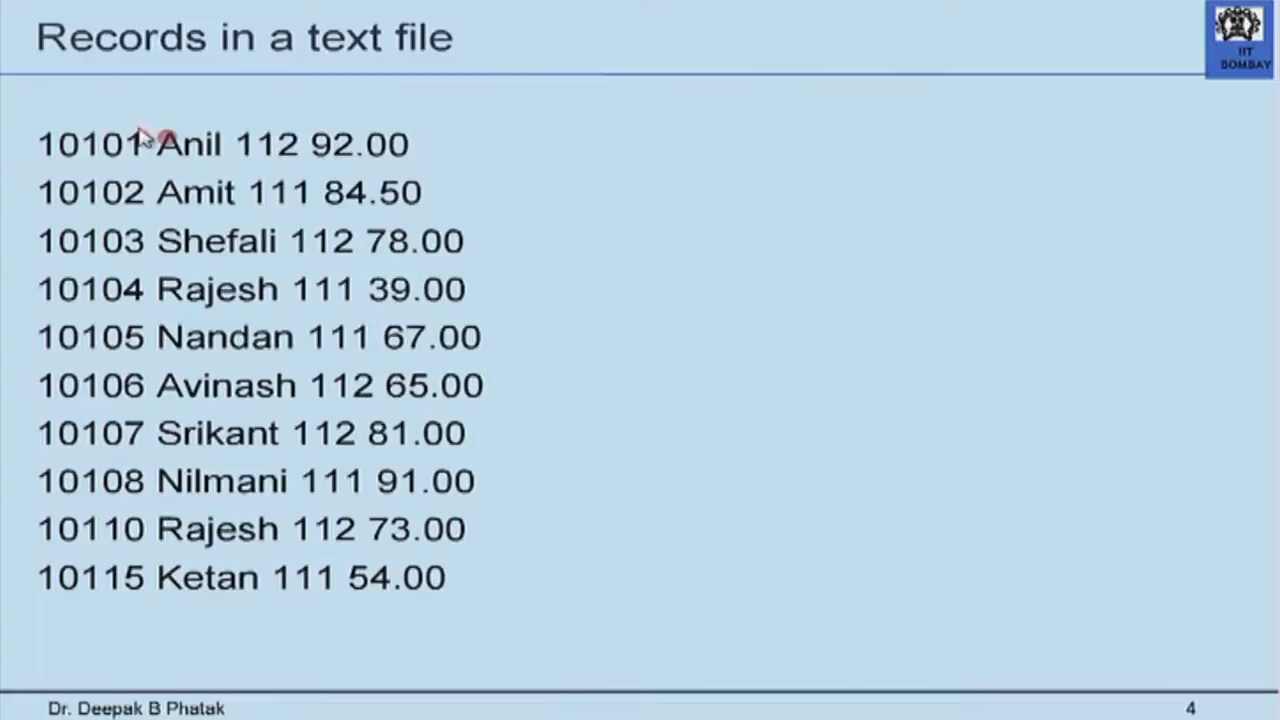 Records in a text file
IIT
BOMBAY
10101 Anil 112 92.00
10102 Amit 111 84.50
10103 Shefali 112 78.00
10104 Rajesh 111 39.00
10105 Nandan 111 67.00
10106 Avinash 112 65.00
10107 Srikant 112 81.00
10108 Nilmani 111 91.00
10110 Rajesh 112 73.00
10115 Ketan 111 54.00
Dr. Deepak B Phatak
4